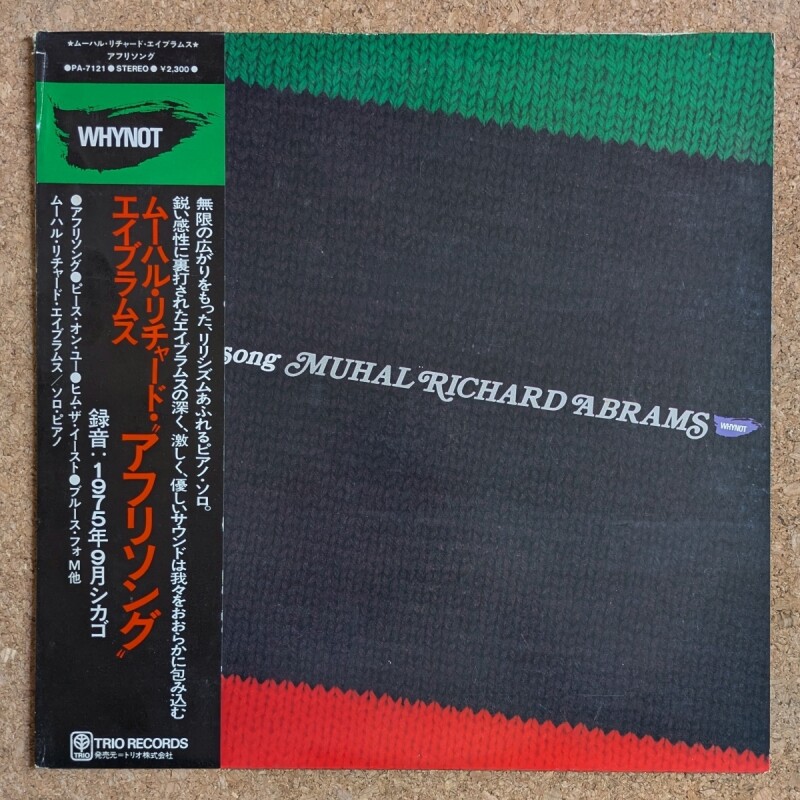 ★ムーハル・リチャード・エイブラムス★
アフリソング
●PA-7121 ● STEREO ● ¥2,300 ●
WHYNOT
無限の広がりをもった、リリシズムあふれるピアノ・ソロ。
鋭い感性に裏打されたエイブラムスの深く、激しく、優しいサウンドは我々をおおらかに包み込む
ムーハル・リチャード・“アフリソング”
エイブラムス
録音：1975年9月シカゴ
●アフリソング●ピース・オン・ユー●ヒム・ザ・イースト●ブルース・フォM他
ムーハル・リチャード・エイブラムス／ソロ・ピアノ
TRIO
TRIO RECORDS
発売元＝トリオ株式会社
song MUHAL RICHARD ABRAMS
WHYNOT